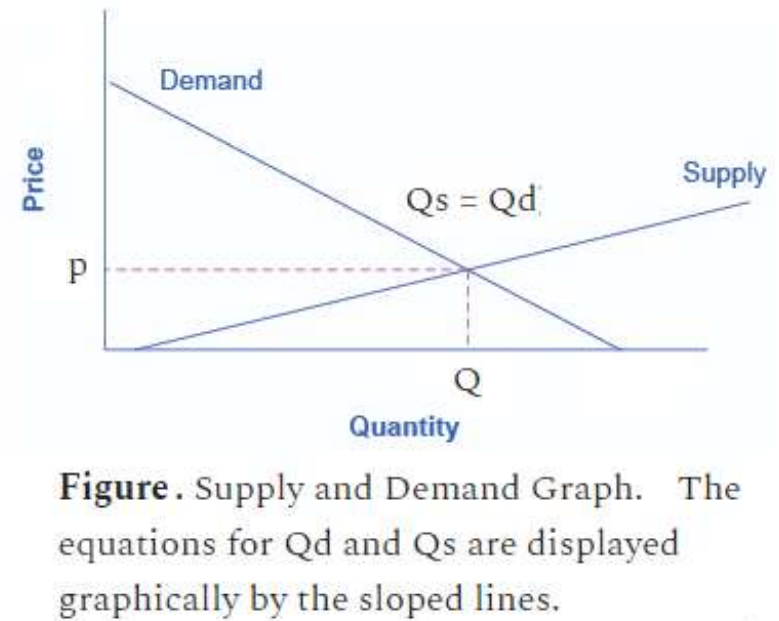 Demand
Price
Supply
Qs = Qd
p
Q
Quantity
Figure. Supply and Demand Graph. The
equations for Qd and Qs are displayed
graphically by the sloped lines.